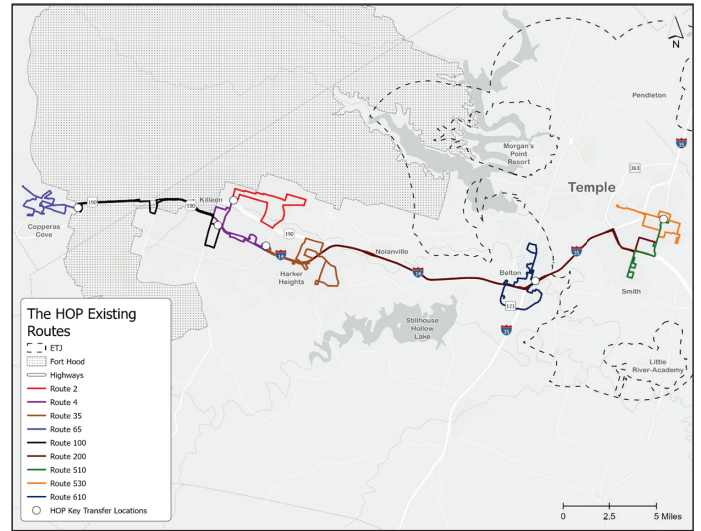 N
Pendleton
35
Morgan's
Point
Resort
363
Temple
190
190
Killeen
Copperas
Cove
190
14
Nolanville
Harker
Heights
14
Belton
35
121
Smith
Stillhouse
Hollow
Lake
35
Little
River-Academy
The HOP Existing
Routes
ETJ
Fort Hood
Highways
Route 2
Route 4
Route 35
Route 65
Route 100
Route 200
Route 510
Route 530
Route 610
HOP Key Transfer Locations
0 2.5 5 Miles